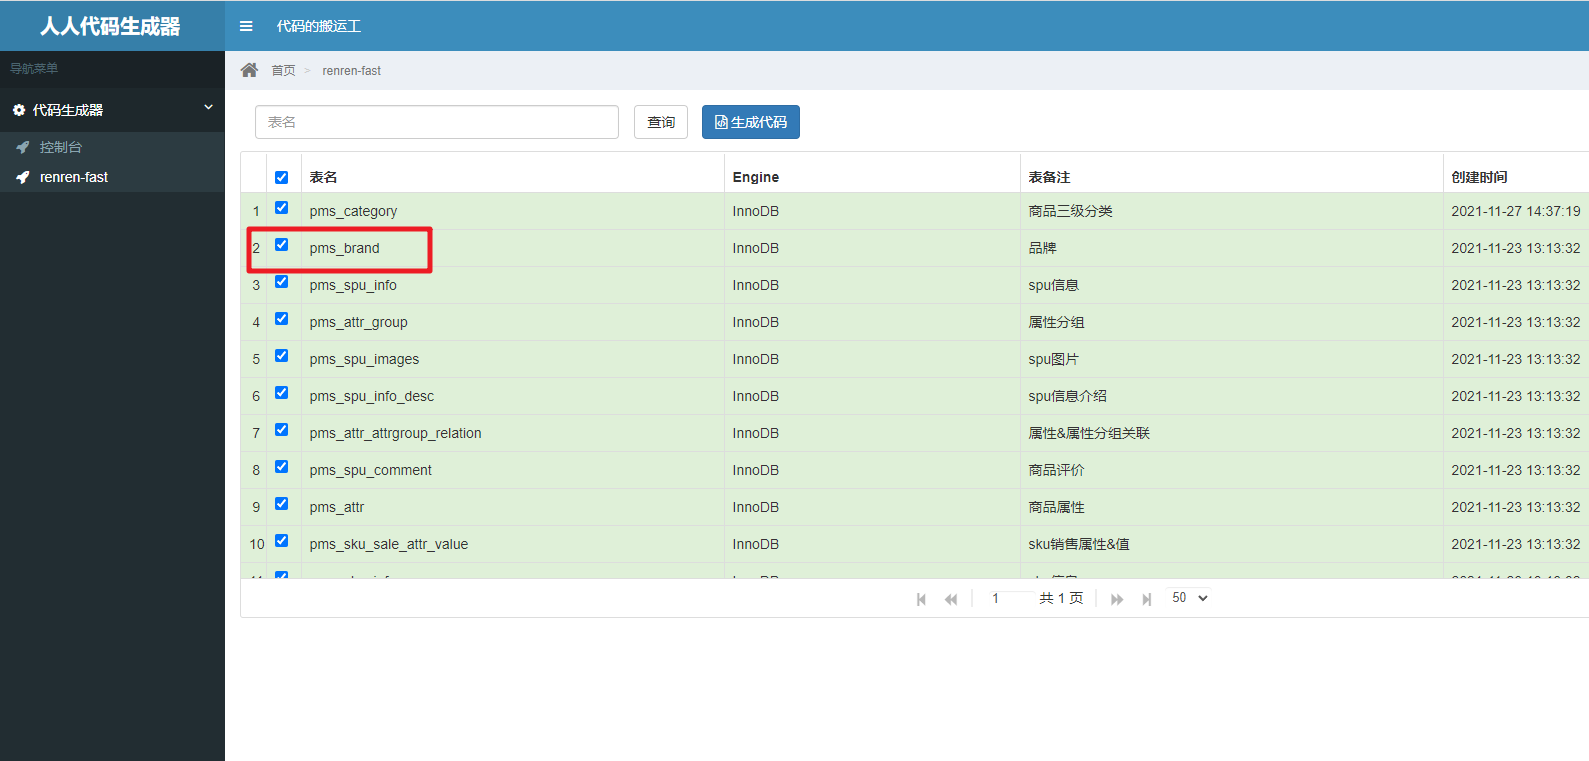 人人代码生成器
代码的搬运工
导航菜单
首页 > renren-fast
代码生成器
控制台
renren-fast
表名 查询 生成代码
表名 Engine 表备注 创建时间
1 pms_category InnoDB 商品三级分类 2021-11-27 14:37:19
2 pms_brand InnoDB 品牌 2021-11-23 13:13:32
3 pms_spu_info InnoDB spu信息 2021-11-23 13:13:32
4 pms_attr_group InnoDB 属性分组 2021-11-23 13:13:32
5 pms_spu_images InnoDB spu图片 2021-11-23 13:13:32
6 pms_spu_info_desc InnoDB spu信息介绍 2021-11-23 13:13:32
7 pms_attr_attrgroup_relation InnoDB 属性&属性分组关联 2021-11-23 13:13:32
8 pms_spu_comment InnoDB 商品评价 2021-11-23 13:13:32
9 pms_attr InnoDB 商品属性 2021-11-23 13:13:32
10 pms_sku_sale_attr_value InnoDB sku销售属性&值 2021-11-23 13:13:32
1 共 1 页 50